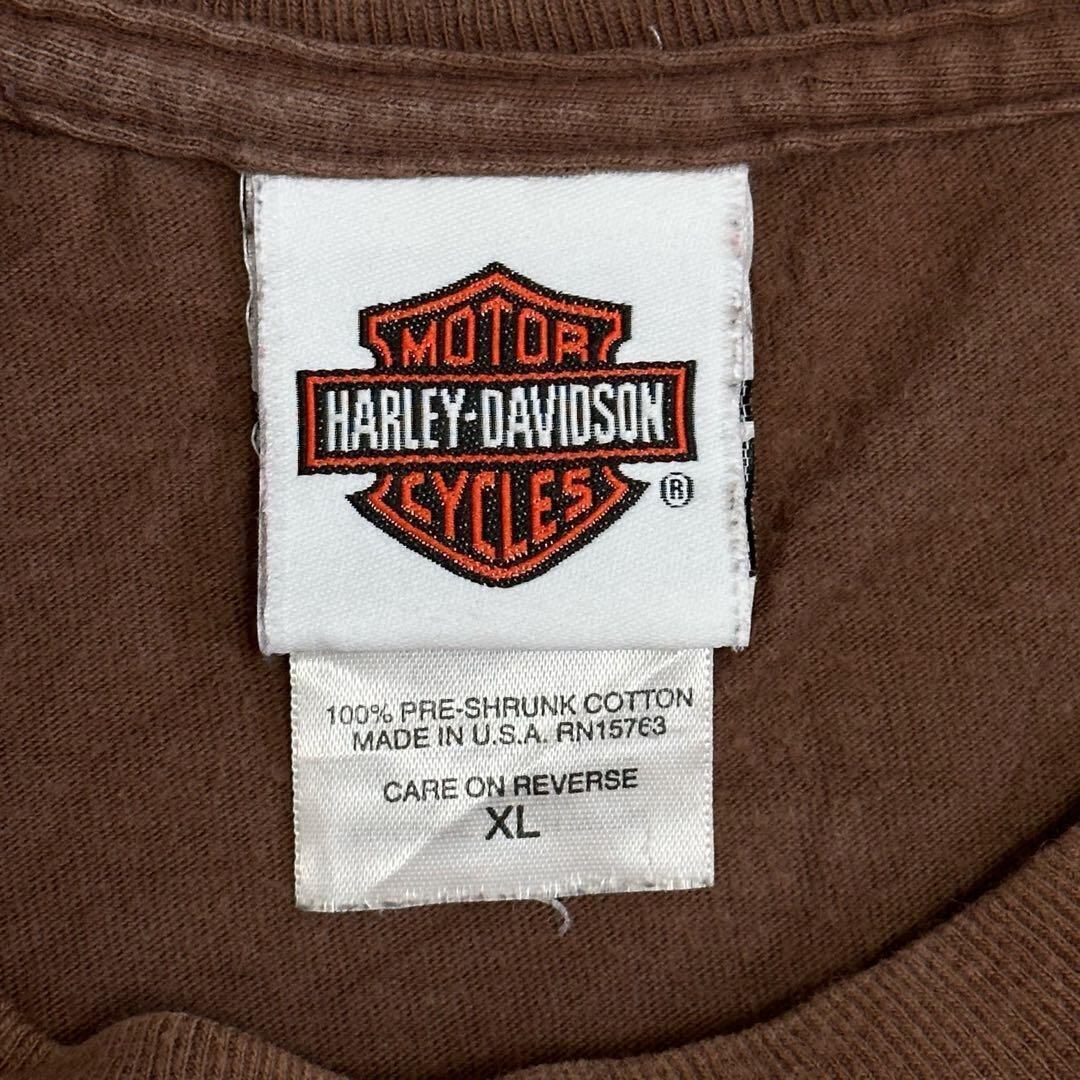 MOTOR
HARLEY-DAVIDSON
CYCLES
®
100% PRE-SHRUNK COTTON
MADE IN U.S.A. RN15763
CARE ON REVERSE
XL